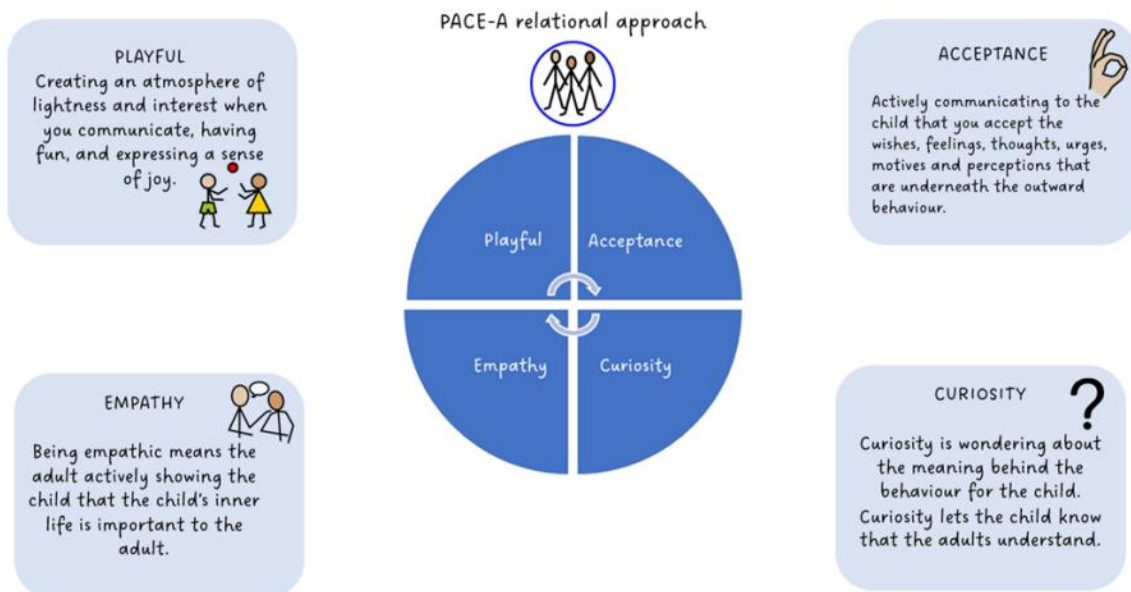 PACE-A relational approach
PLAYFUL
Creating an atmosphere of
lightness and interest when
you communicate, having
fun, and expressing a sense
of joy.
ACCEPTANCE
Actively communicating to the
child that you accept the
wishes, feelings, thoughts, urges,
motives and perceptions that
are underneath the outward
behaviour.
Playful
Acceptance
Empathy
Curiosity
EMPATHY
Being empathic means the
adult actively showing the
child that the child's inner
life is important to the
adult.
CURIOSITY
?
Curiosity is wondering about
the meaning behind the
behaviour for the child.
Curiosity lets the child know
that the adults understand.